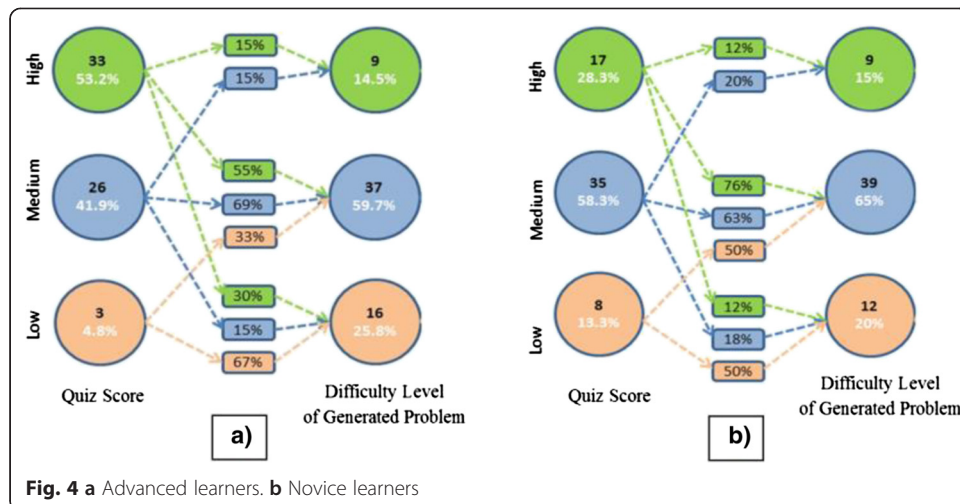 High
33
53.2%
15%
15%
9
14.5%
Medium
26
41.9%
55%
69%
33%
37
59.7%
Low
3
4.8%
30%
15%
67%
16
25.8%
Quiz Score
Difficulty Level
of Generated Problem
a)
High
17
28.3%
12%
20%
9
15%
Medium
35
58.3%
76%
63%
50%
39
65%
Low
8
13.3%
12%
18%
50%
12
20%
Quiz Score
Difficulty Level
of Generated Problem
b)
Fig. 4 a Advanced learners. b Novice learners